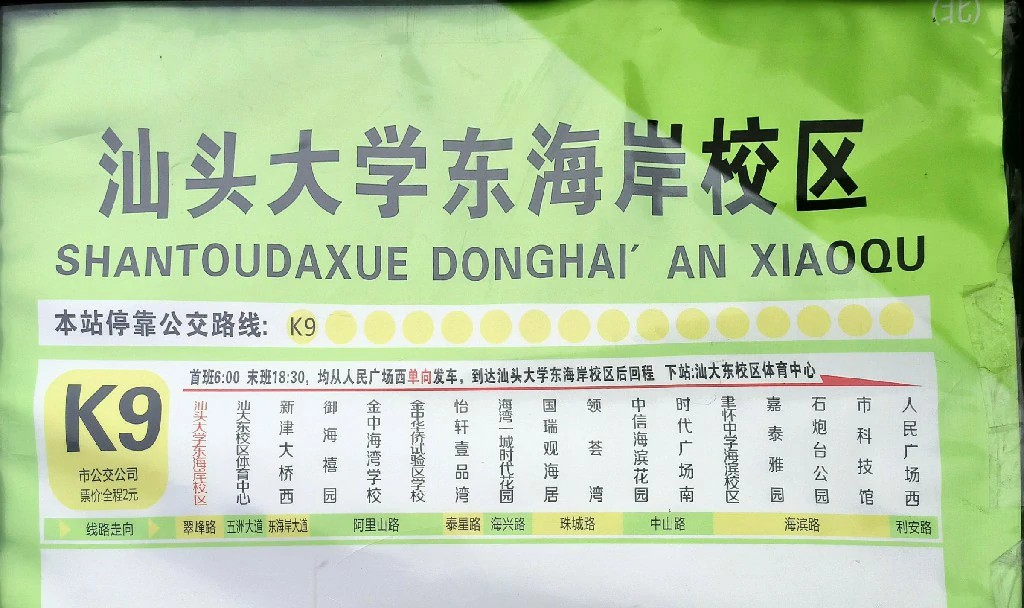 (北)
汕头大学东海岸校区
SHANTOUDAXUE DONGHAI' AN XIAOQU
本站停靠公交路线: K9
K9
市公交公司
票价:全程2元
首班6:00 末班18:30, 均从人民广场西单向发车, 到达汕头大学东海岸校区后回程 下站:汕大东校区体育中心
汕头大学东海岸校区
汕大东校区体育中心
新津大桥西
御海禧园
金中海湾学校
金中华侨试验区学校
怡轩壹品湾
海湾一城时代花园
国瑞观海居
领荟湾
中信海滨花园
时代广场南
聿怀中学海滨校区
嘉泰雅园
石炮台公园
市科技馆
人民广场西
线路走向 翠峰路 五洲大道 东海岸大道 阿里山路 泰星路 海兴路 珠城路 中山路 海滨路 利安路